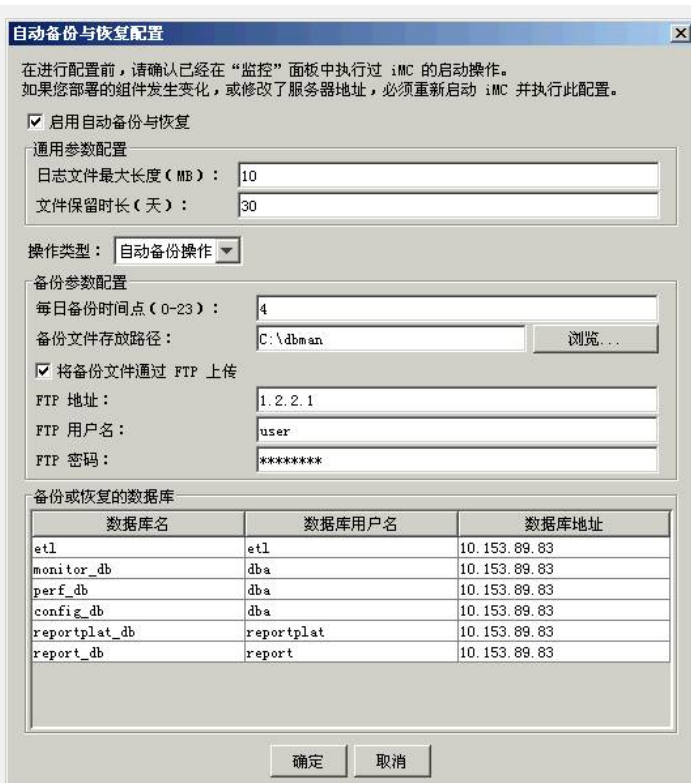 自动备份与恢复配置
在进行配置前，请确认已经在“监控”面板中执行过 iMC 的启动操作。
如果您部署的组件发生变化，或修改了服务器地址，必须重新启动 iMC 并执行此配置。
启用自动备份与恢复
通用参数配置
日志文件最大长度（MB）： 10
文件保留时长（天）： 30
操作类型： 自动备份操作
备份参数配置
每日备份时间点（0-23）： 4
备份文件存放路径： C:\dbman 浏览...
将备份文件通过 FTP 上传
FTP 地址： 1.2.2.1
FTP 用户名： user
FTP 密码： ********
备份或恢复的数据库
数据库名 数据库用户名 数据库地址
etl etl 10.153.89.83
monitor_db dba 10.153.89.83
perf_db dba 10.153.89.83
config_db dba 10.153.89.83
reportplat_db reportplat 10.153.89.83
report_db report 10.153.89.83
确定 取消